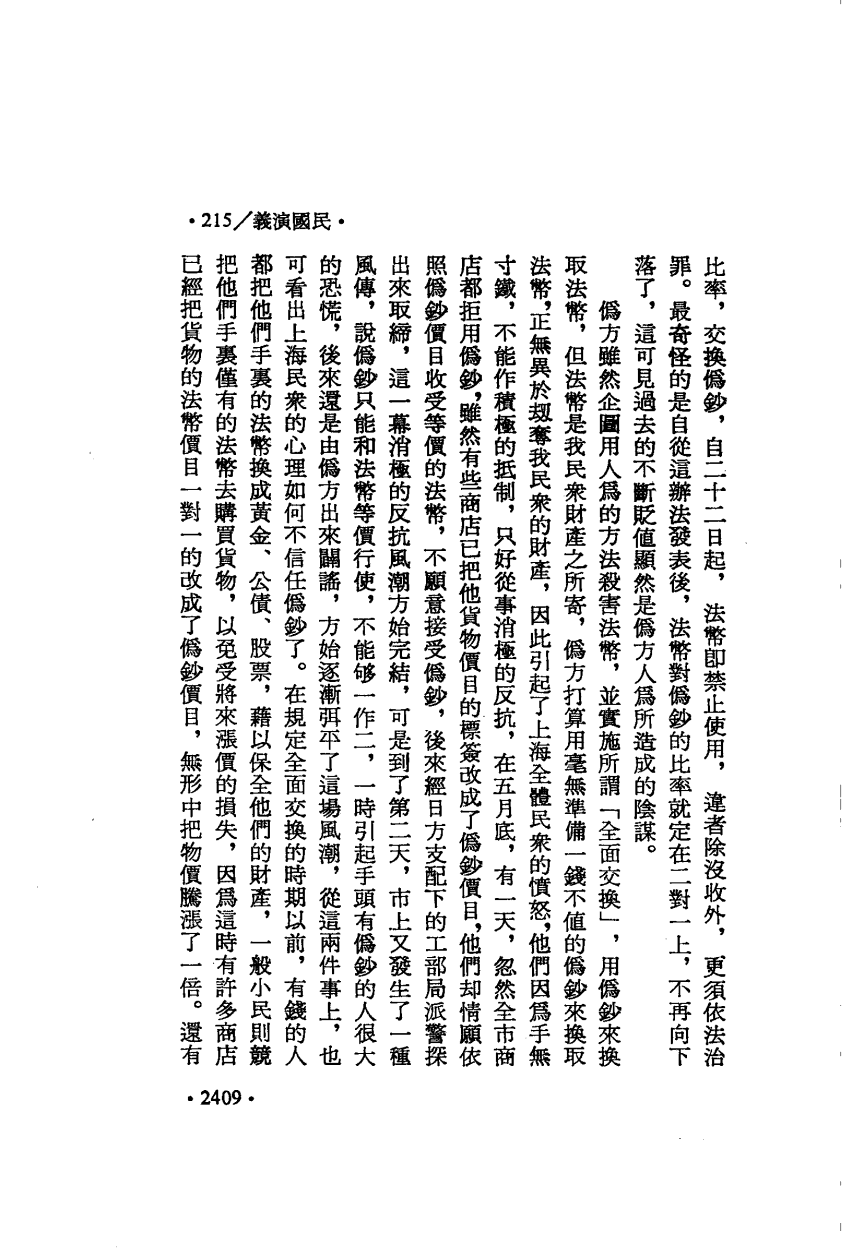 ·215／義演國民·
比率，交換僞鈔，自二十二日起，法幣卽禁止使用，違者除沒收外，更須依法治
罪。最奇怪的是自從這辦法發表後，法幣對僞鈔的比率就定在二對一上，不再向下
落了，這可見過去的不斷貶值顯然是僞方人爲所造成的陰謀。
僞方雖然企圖用人爲的方法殺害法幣，並實施所謂「全面交換」，用僞鈔來換
取法幣，但法幣是我民衆財產之所寄，僞方打算用毫無準備一錢不值的僞鈔來換取
法幣，正無異於刼奪我民衆的財產，因此引起了上海全體民衆的憤怒，他們因爲手無
寸鐵，不能作積極的抵制，只好從事消極的反抗，在五月底，有一天，忽然全市商
店都拒用僞鈔，雖然有些商店已把他貨物價目的標簽改成了僞鈔價目，他們却情願依
照僞鈔價目收受等價的法幣，不願意接受僞鈔，後來經日方支配下的工部局派警探
出來取締，這一幕消極的反抗風潮方始完結，可是到了第二天，市上又發生了一種
風傳，說僞鈔只能和法幣等價行使，不能够一作二，一時引起手頭有僞鈔的人很大
的恐慌，後來還是由僞方出來闢謠，方始逐漸弭平了這場風潮，從這兩件事上，也
可看出上海民衆的心理如何不信任僞鈔了。在規定全面交換的時期以前，有錢的人
都把他們手裏的法幣換成黃金、公債、股票，藉以保全他們的財產，一般小民則競
把他們手裏僅有的法幣去購買貨物，以免受將來漲價的損失，因爲這時有許多商店
已經把貨物的法幣價目一對一的改成了僞鈔價目，無形中把物價騰漲了一倍。還有
·2409·